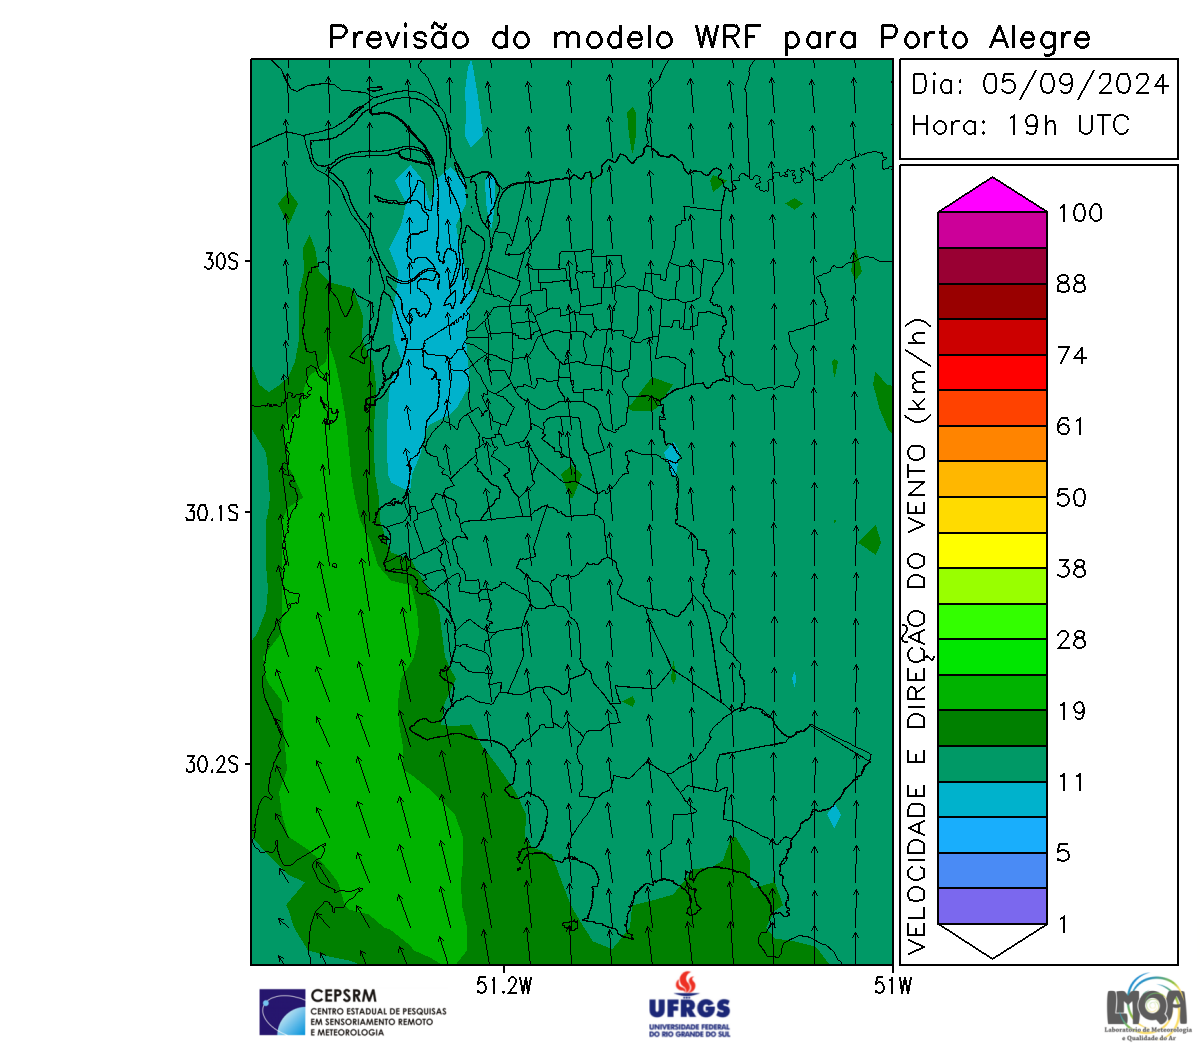 Previsão do modelo WRF para Porto Alegre
Dia: 05/09/2024
Hora: 19h UTC
100
88
74
61
50
38
28
19
11
5
1
VELOCIDADE E DIREÇÃO DO VENTO (km/h)
30S
30.1S
30.2S
51.2W
51W
CEPSRM
CENTRO ESTADUAL DE PESQUISAS
EM SENSORIAMENTO REMOTO
E METEOROLOGIA
UFRGS
UNIVERSIDADE FEDERAL
DO RIO GRANDE DO SUL
LMQA
Laboratório de Meteorologia
e Qualidade do Ar